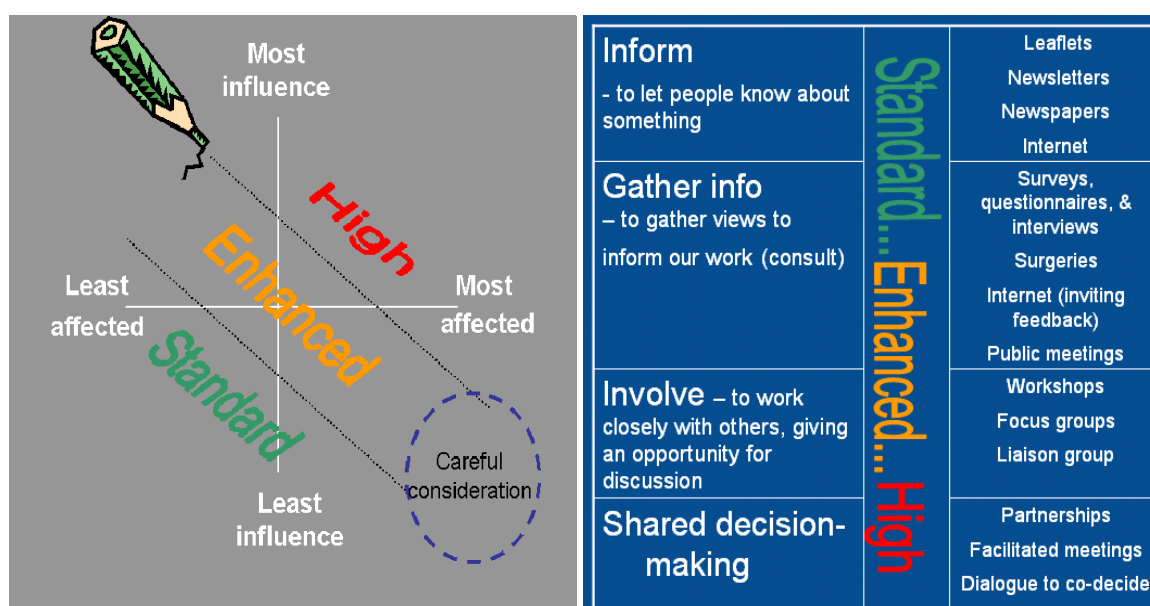 Most
influence
High
Enhanced
Least
affected
Most
affected
Standard
Careful
consideration
Least
influence
Inform
- to let people know about
something
Leaflets
Newsletters
Newspapers
Internet
Gather info
– to gather views to
inform our work (consult)
Surveys,
questionnaires, &
interviews
Surgeries
Internet (inviting
feedback)
Public meetings
Involve – to work
closely with others, giving
an opportunity for
discussion
Workshops
Focus groups
Liaison group
Shared decision-
making
Partnerships
Facilitated meetings
Dialogue to co-decide
Standard...Enhanced...High